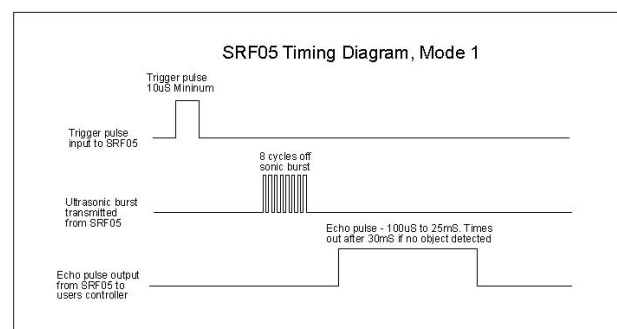 SRF05 Timing Diagram, Mode 1
Trigger pulse
10uS Mininum
Trigger pulse
input to SRF05
8 cycles off
sonic burst
Ultrasonic burst
transmitted
from SRF05
Echo pulse - 100uS to 25mS. Times
out after 30mS if no object detected
Echo pulse output
from SRF05 to
users controller